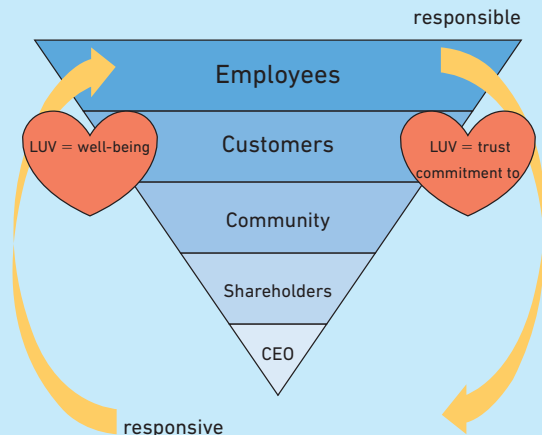 responsible
Employees
LUV = well-being
Customers
LUV = trust
commitment to
Community
Shareholders
CEO
responsive